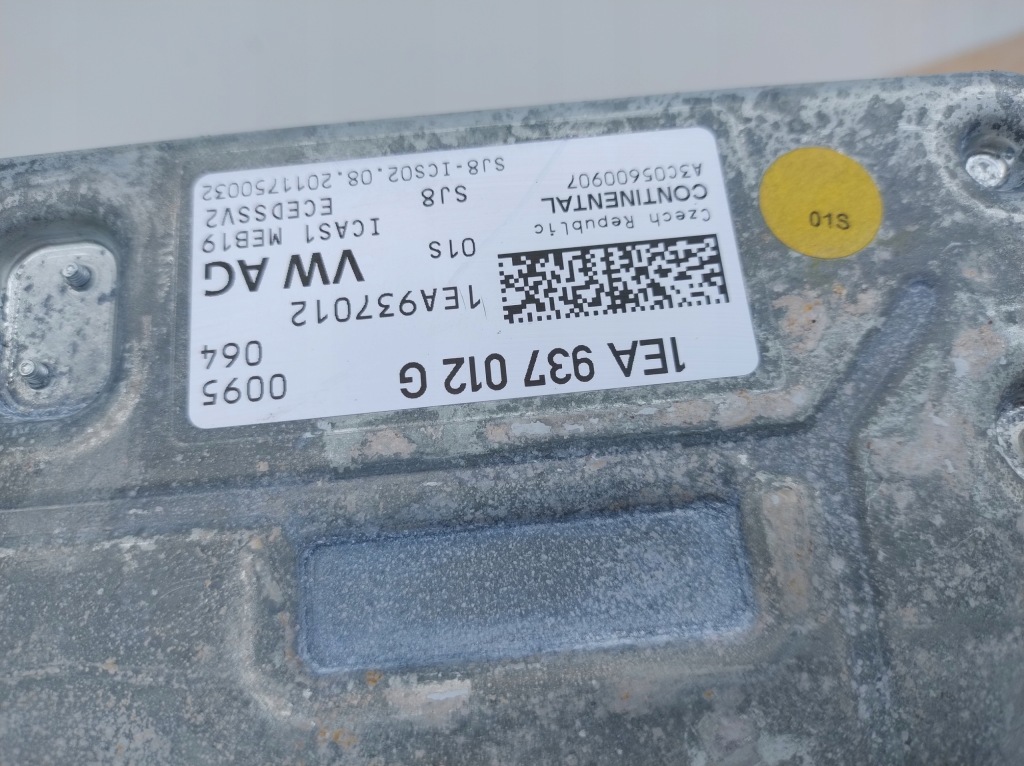 1EA 937 012 G
0095
1EA937012
064
VW AG
01S
Czech Republic
ICAS1 MEB19
CONTINENTAL
SJ8
ECEDSSV2
A3C05600907
SJ8-ICS02.08.2011750032
01S